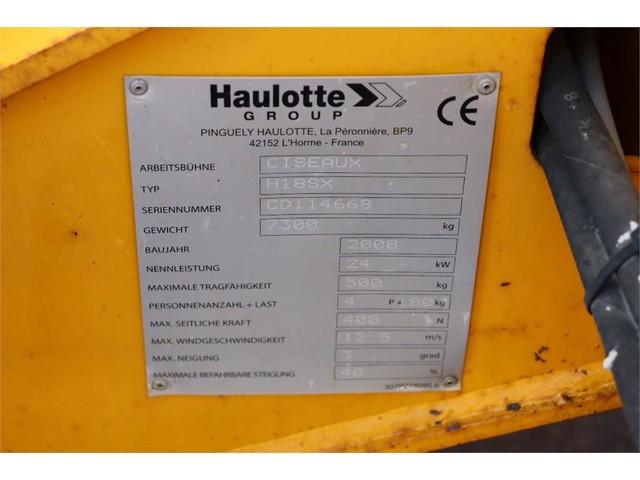 Haulotte
GROUP
CE
PINGUELY HAULOTTE, La Péronnière, BP9
42152 L'Horme - France
ARBEITSBÜHNE CISEAUX
TYP H18SX
SERIENNUMMER CD114668
GEWICHT 7300 kg
BAUJAHR 2008
NENNLEISTUNG 24 kW
MAXIMALE TRAGFÄHIGKEIT 500 kg
PERSONNENANZAHL + LAST 4 P + 80 kg
MAX. SEITLICHE KRAFT 400 N
MAX. WINDGESCHWINDIGKEIT 12.5 m/s
MAX. NEIGUNG 3 grad
MAXIMALE BEFAHRBARE STEIGUNG 40 %